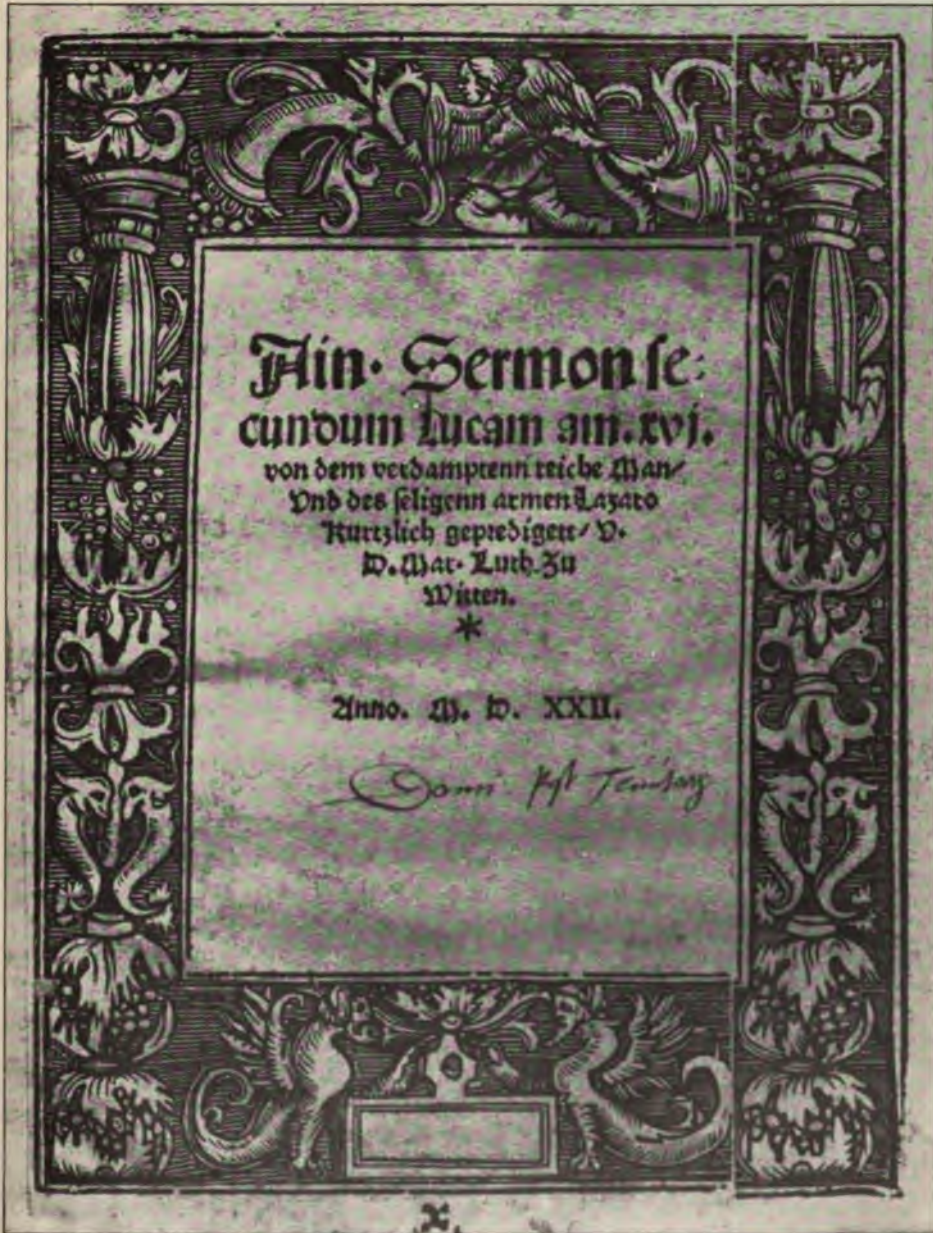 Ain. Sermon se:
cundum Lucam am. xvj.
von dem verdamptenn reiche Man/
Vnd des seligenn armen Lazaro
Kurtzlich geprediget/ V.
D. Mar. Luth. Zu
Witten.
*
Anno. M. D. XXII.